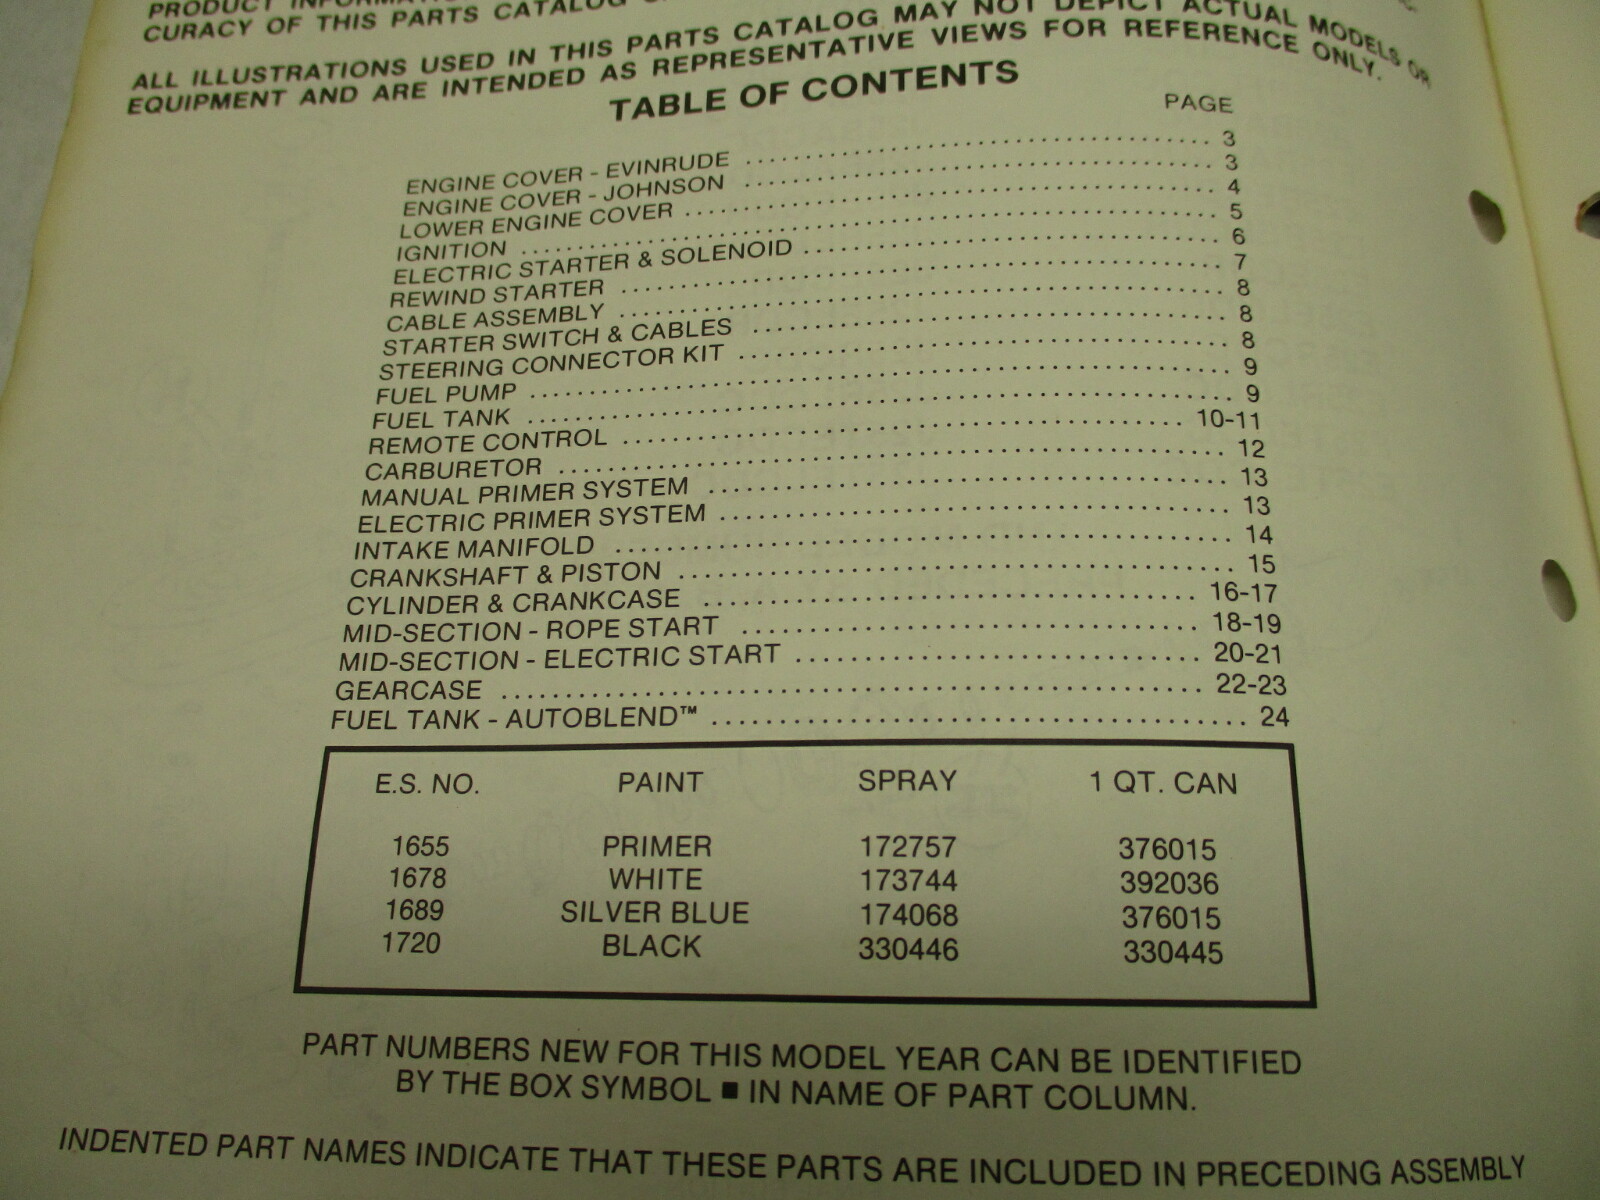 PRODUCT
CURACY OF THIS PARTS CATALOG
ALL ILLUSTRATIONS USED IN THIS PARTS CATALOG MAY NOT DEPICT ACTUAL MODELS OR
EQUIPMENT AND ARE INTENDED AS REPRESENTATIVE VIEWS FOR REFERENCE ONLY.
TABLE OF CONTENTS
PAGE
ENGINE COVER - EVINRUDE .......... 3
ENGINE COVER - JOHNSON .......... 3
LOWER ENGINE COVER .......... 4
IGNITION .......... 5
ELECTRIC STARTER & SOLENOID .......... 6
REWIND STARTER .......... 7
CABLE ASSEMBLY .......... 8
STARTER SWITCH & CABLES .......... 8
STEERING CONNECTOR KIT .......... 8
FUEL PUMP .......... 9
FUEL TANK .......... 9
REMOTE CONTROL .......... 10-11
CARBURETOR .......... 12
MANUAL PRIMER SYSTEM .......... 13
ELECTRIC PRIMER SYSTEM .......... 13
INTAKE MANIFOLD .......... 14
CRANKSHAFT & PISTON .......... 15
CYLINDER & CRANKCASE .......... 16-17
MID-SECTION - ROPE START .......... 18-19
MID-SECTION - ELECTRIC START .......... 20-21
GEARCASE .......... 22-23
FUEL TANK - AUTOBLEND™ .......... 24
E.S. NO. PAINT SPRAY 1 QT. CAN
1655 PRIMER 172757 376015
1678 WHITE 173744 392036
1689 SILVER BLUE 174068 376015
1720 BLACK 330446 330445
PART NUMBERS NEW FOR THIS MODEL YEAR CAN BE IDENTIFIED
BY THE BOX SYMBOL ■ IN NAME OF PART COLUMN.
INDENTED PART NAMES INDICATE THAT THESE PARTS ARE INCLUDED IN PRECEDING ASSEMBLY